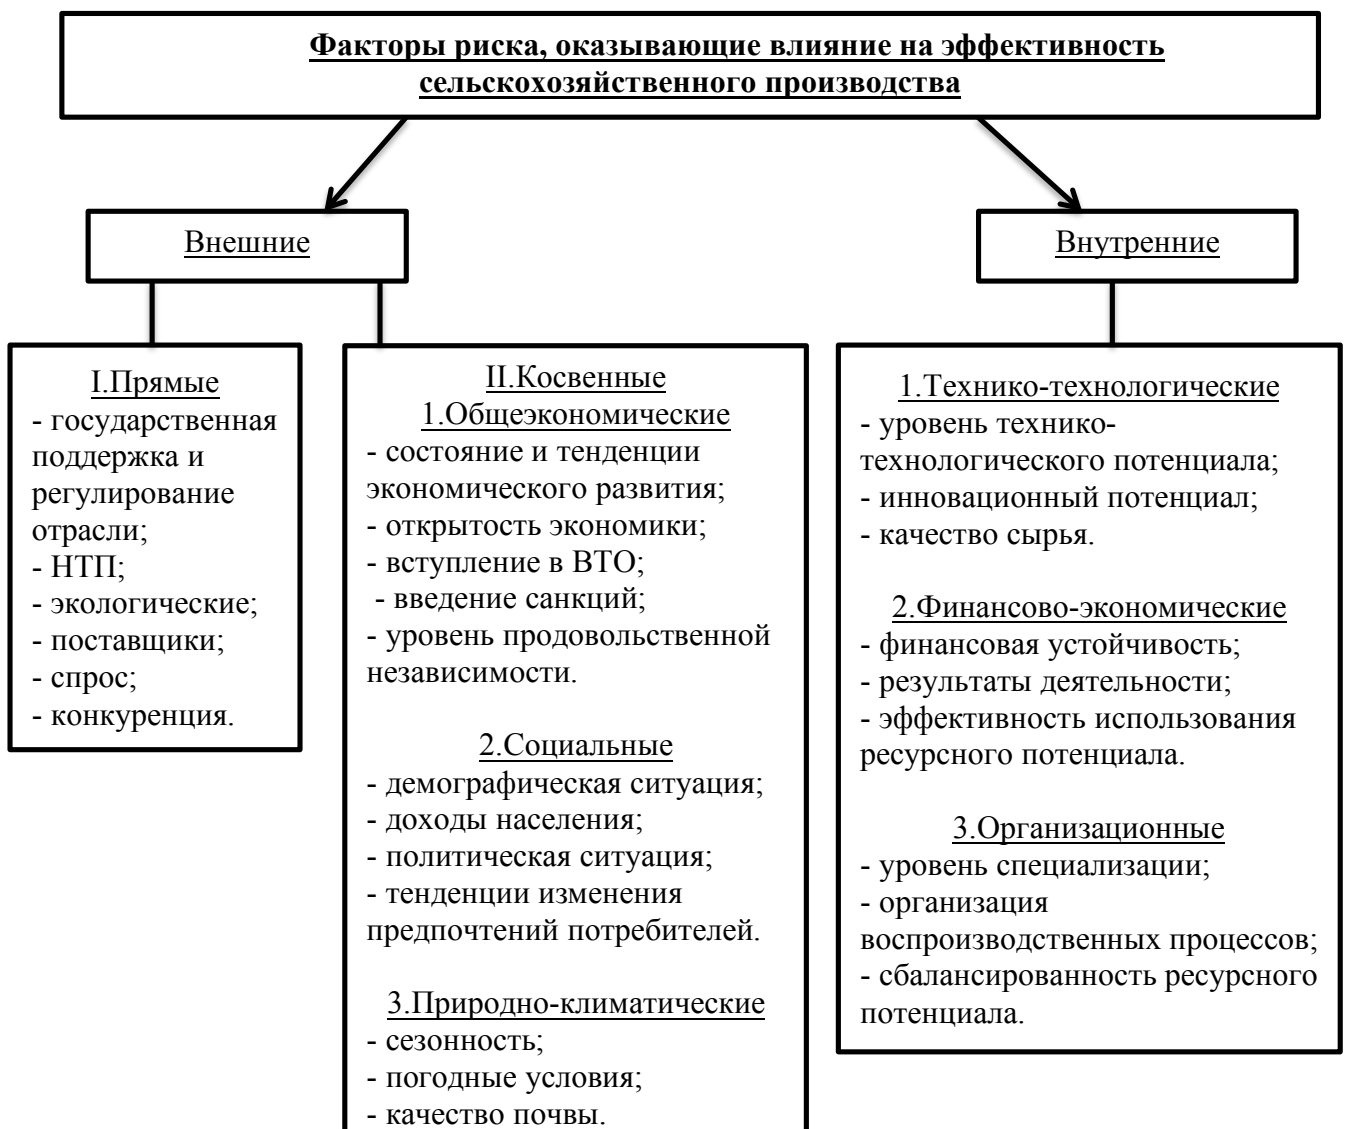 Факторы риска, оказывающие влияние на эффективность
сельскохозяйственного производства
Внешние
Внутренние
I.Прямые
- государственная
поддержка и
регулирование
отрасли;
- НТП;
- экологические;
- поставщики;
- спрос;
- конкуренция.
II.Косвенные
1.Общеэкономические
- состояние и тенденции
экономического развития;
- открытость экономики;
- вступление в ВТО;
- введение санкций;
- уровень продовольственной
независимости.
2.Социальные
- демографическая ситуация;
- доходы населения;
- политическая ситуация;
- тенденции изменения
предпочтений потребителей.
3.Природно-климатические
- сезонность;
- погодные условия;
- качество почвы.
1.Технико-технологические
- уровень технико-
технологического потенциала;
- инновационный потенциал;
- качество сырья.
2.Финансово-экономические
- финансовая устойчивость;
- результаты деятельности;
- эффективность использования
ресурсного потенциала.
3.Организационные
- уровень специализации;
- организация
воспроизводственных процессов;
- сбалансированность ресурсного
потенциала.